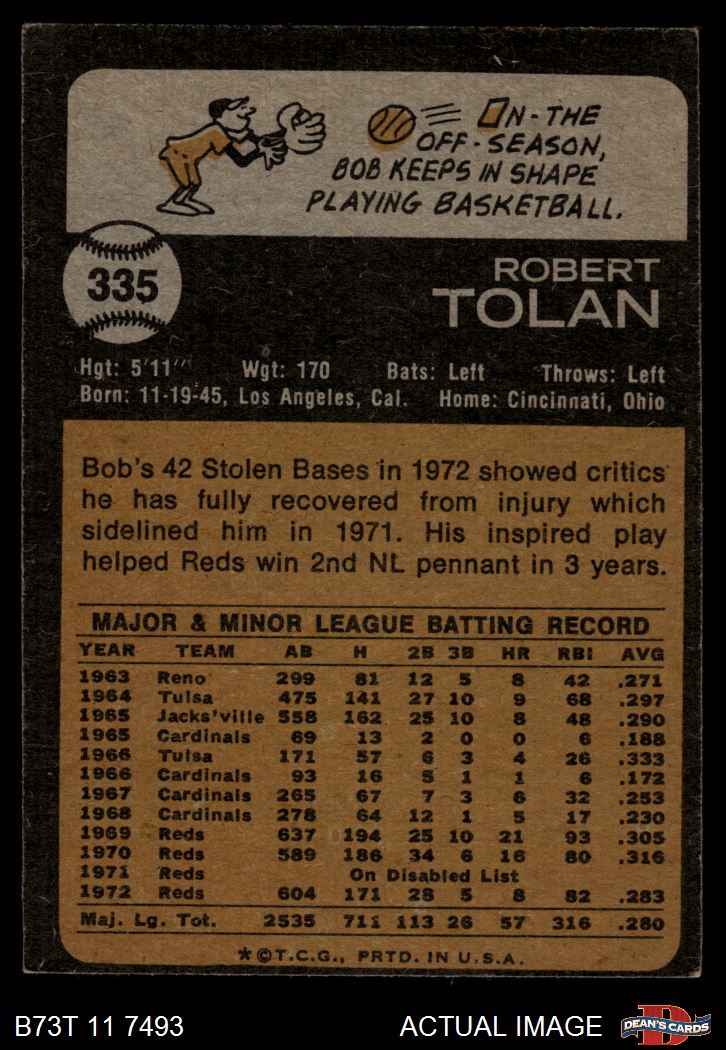 ON-THE
OFF-SEASON,
BOB KEEPS IN SHAPE
PLAYING BASKETBALL.
335
ROBERT
TOLAN
Hgt: 5'11" Wgt: 170 Bats: Left Throws: Left
Born: 11-19-45, Los Angeles, Cal. Home: Cincinnati, Ohio
Bob's 42 Stolen Bases in 1972 showed critics
he has fully recovered from injury which
sidelined him in 1971. His inspired play
helped Reds win 2nd NL pennant in 3 years.
MAJOR & MINOR LEAGUE BATTING RECORD
YEAR TEAM AB H 2B 3B HR RBI AVG
1963 Reno 299 81 12 5 8 42 .271
1964 Tulsa 475 141 27 10 9 68 .297
1965 Jacks'ville 558 162 25 10 8 48 .290
1965 Cardinals 69 13 2 0 0 6 .188
1966 Tulsa 171 57 6 3 4 26 .333
1966 Cardinals 93 16 5 1 1 6 .172
1967 Cardinals 265 67 7 3 6 32 .253
1968 Cardinals 278 64 12 1 5 17 .230
1969 Reds 637 194 25 10 21 93 .305
1970 Reds 589 186 34 6 16 80 .316
1971 Reds On Disabled List
1972 Reds 604 171 28 5 8 82 .283
Maj. Lg. Tot. 2535 711 113 26 57 316 .280
*©T.C.G., PRTD. IN U.S.A.
B73T 11 7493 ACTUAL IMAGE D DEAN'S CARDS